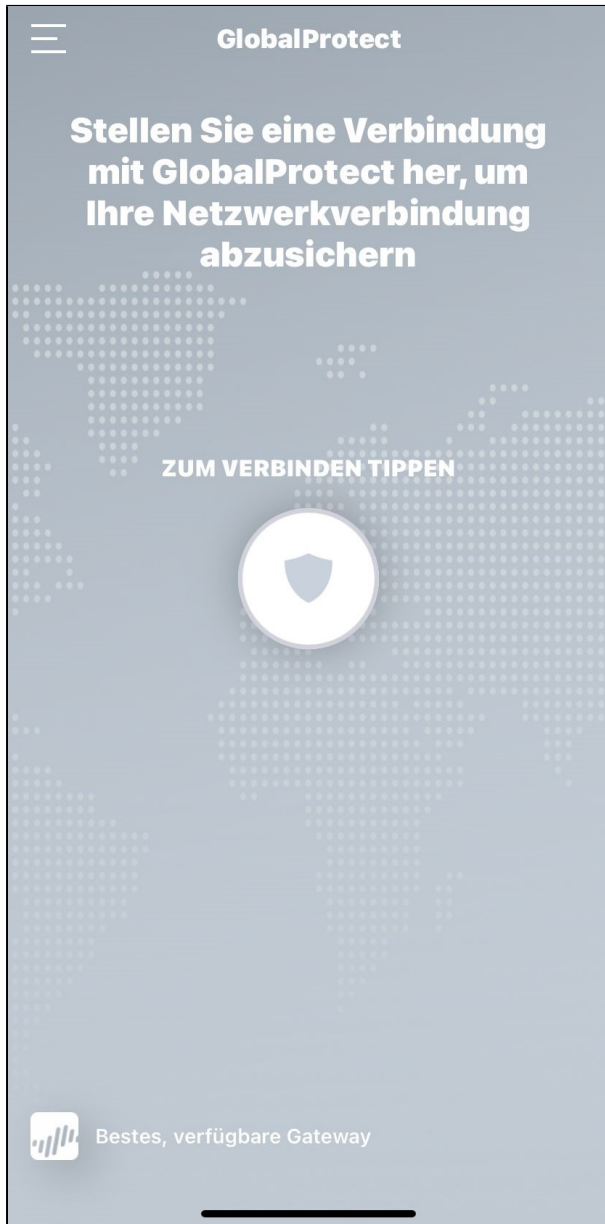 GlobalProtect
Stellen Sie eine Verbindung
mit GlobalProtect her, um
Ihre Netzwerkverbindung
abzusichern
ZUM VERBINDEN TIPPEN
Bestes, verfügbare Gateway